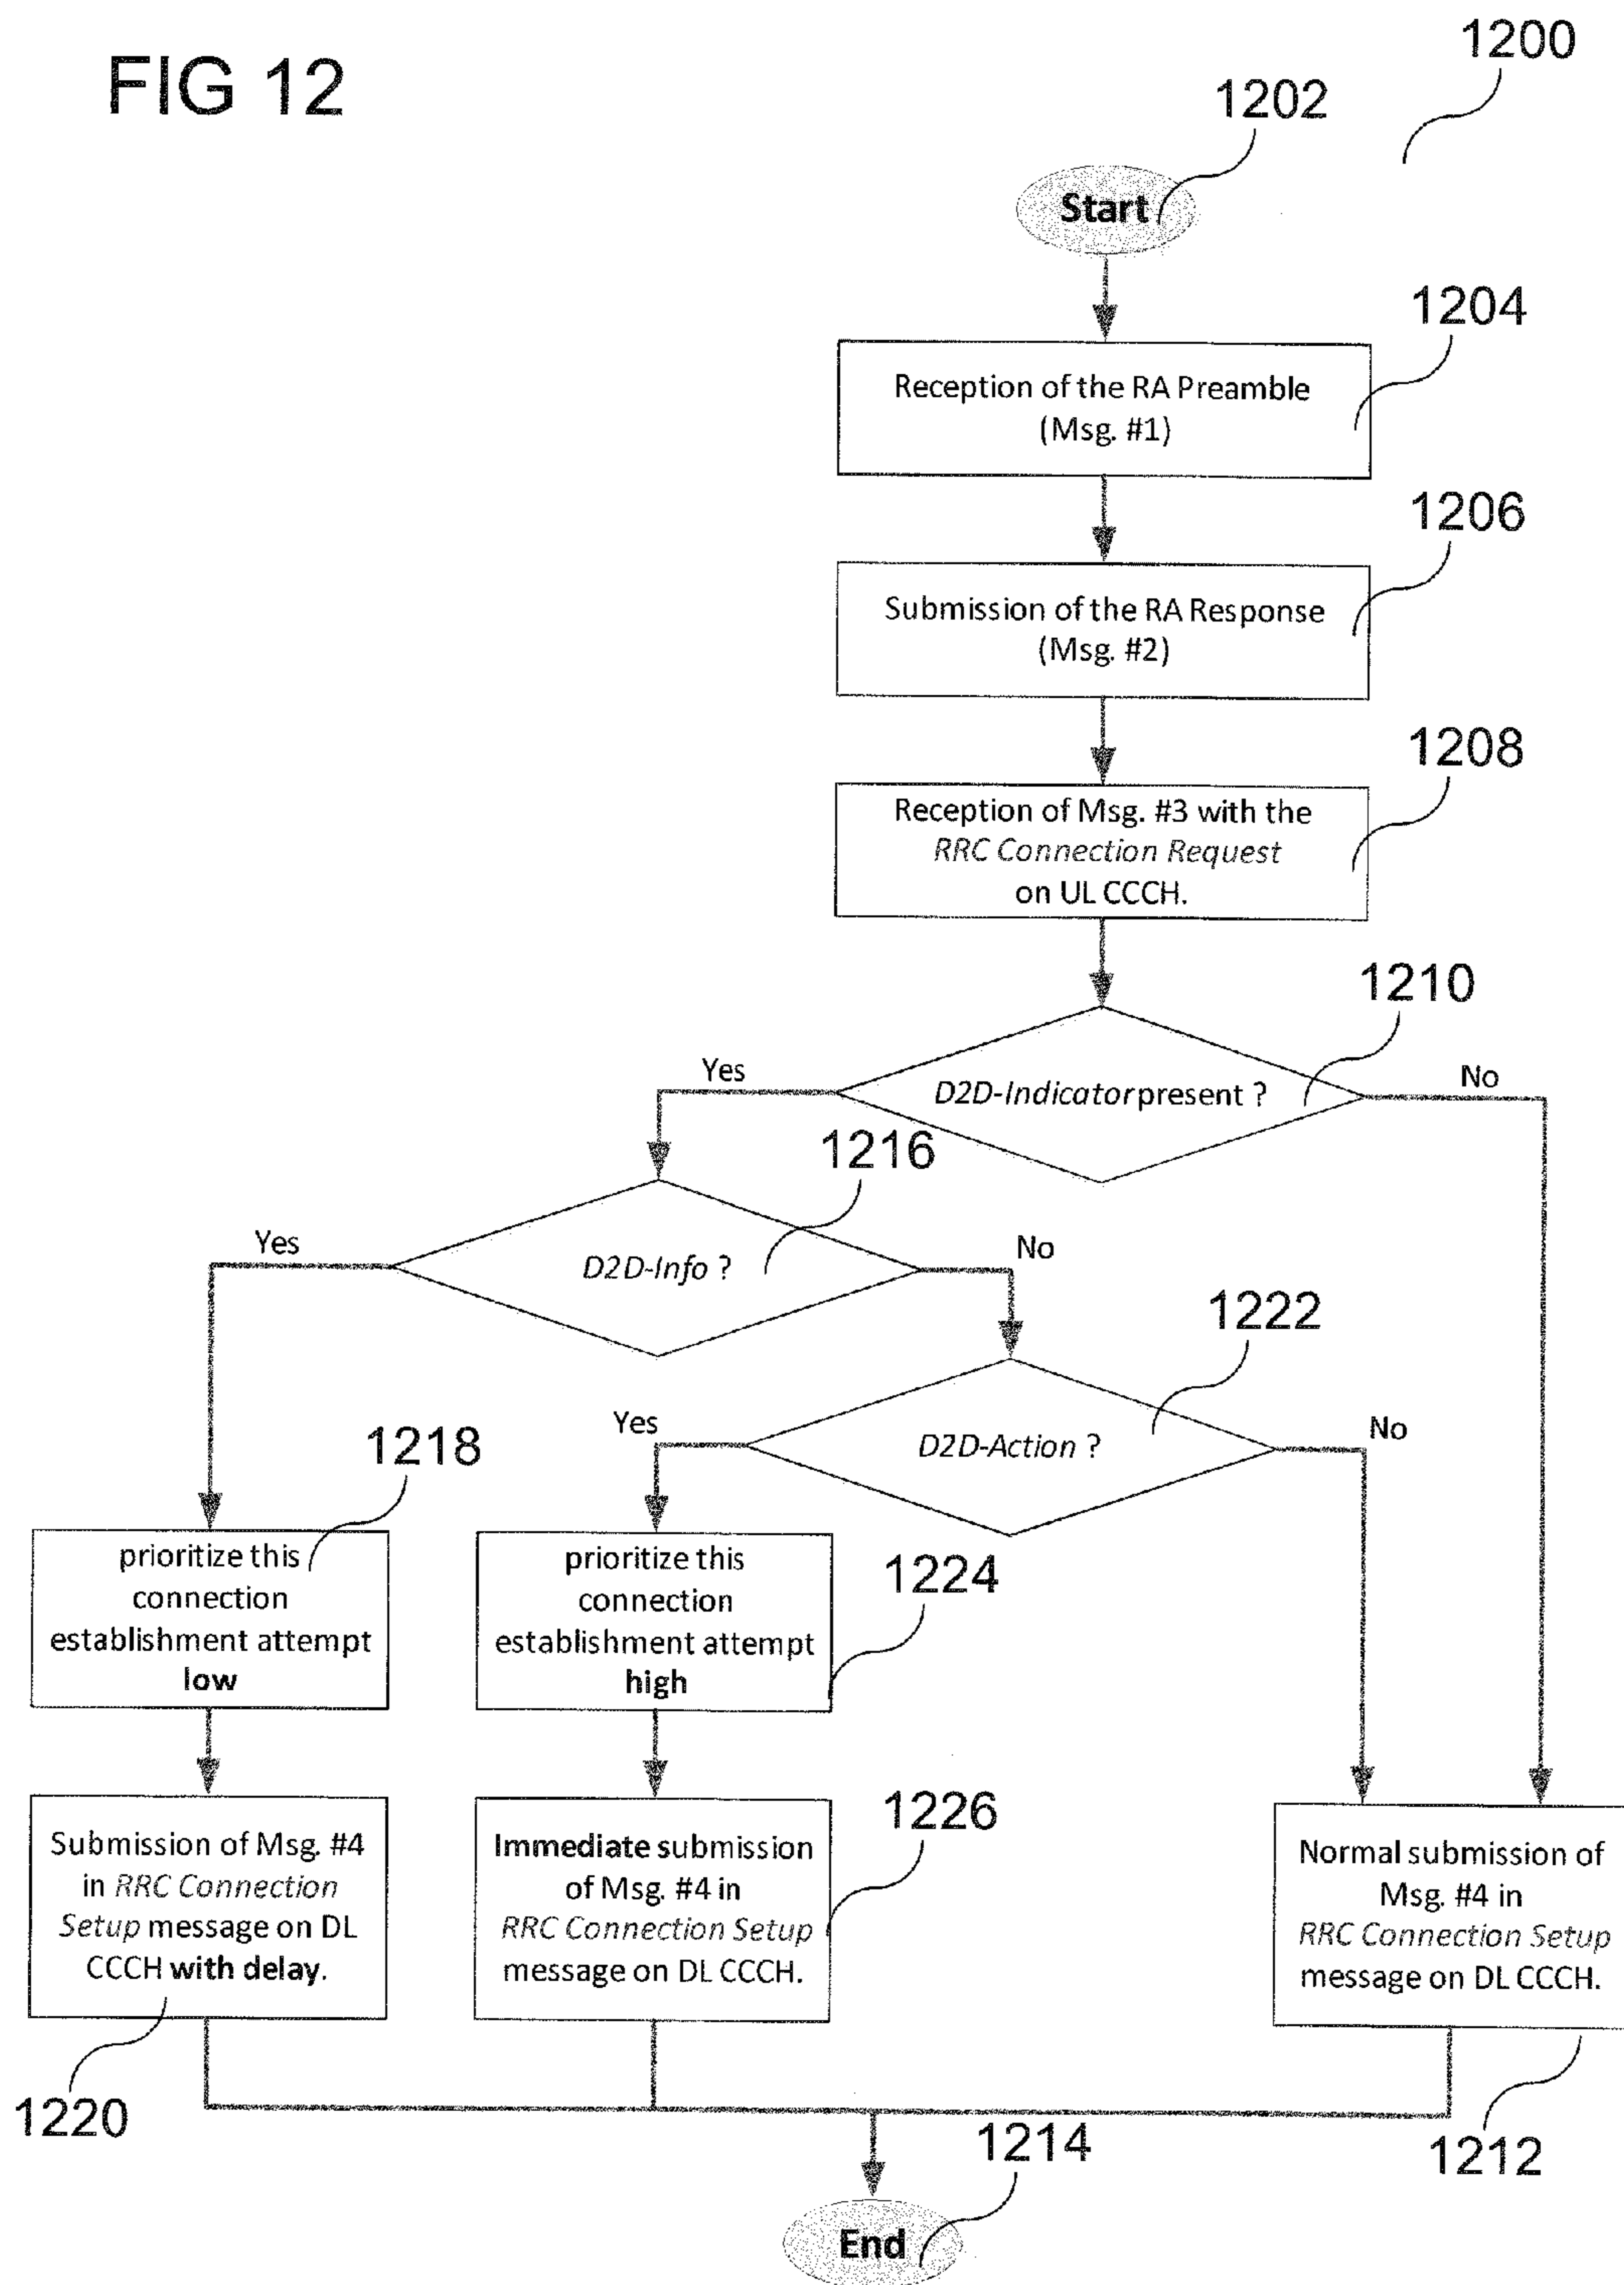 FIG 12
1200
1202
Start
1204
Reception of the RA Preamble
(Msg. #1)
1206
Submission of the RA Response
(Msg. #2)
1208
Reception of Msg. #3 with the
RRC Connection Request
on UL CCCH.
1210
Yes
D2D-Indicator present ?
No
1216
Yes
D2D-Info ?
No
1222
Yes
D2D-Action ?
No
1218
prioritize this
connection
establishment attempt
low
prioritize this
connection
establishment attempt
high
1224
Submission of Msg. #4
in RRC Connection
Setup message on DL
CCCH with delay.
Immediate submission
of Msg. #4 in
RRC Connection Setup
message on DL CCCH.
1226
Normal submission of
Msg. #4 in
RRC Connection Setup
message on DL CCCH.
1220
1214
1212
End